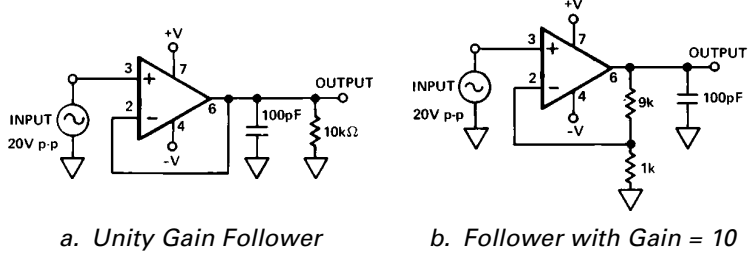 +V
3
7
2
6
4
-V
INPUT
20V p-p
OUTPUT
100pF
10kΩ
a. Unity Gain Follower
+V
3
7
2
6
4
-V
INPUT
20V p-p
OUTPUT
9k
100pF
1k
b. Follower with Gain = 10